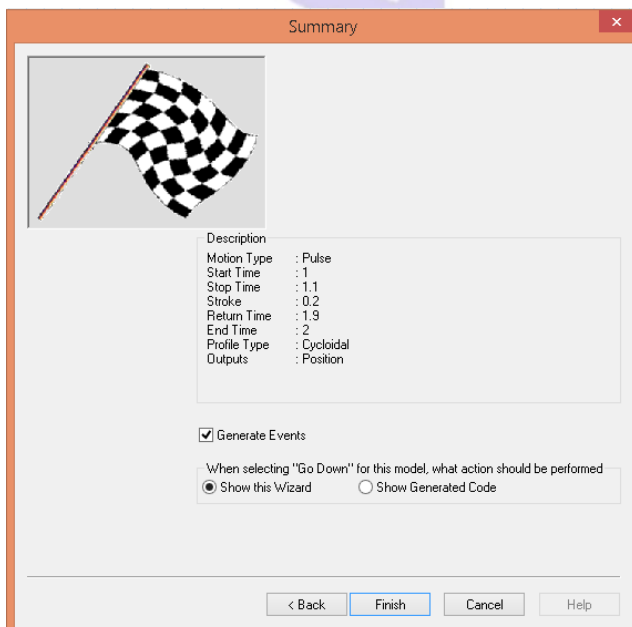 Summary
Description
Motion Type : Pulse
Start Time : 1
Stop Time : 1.1
Stroke : 0.2
Return Time : 1.9
End Time : 2
Profile Type : Cycloidal
Outputs : Position
Generate Events
When selecting "Go Down" for this model, what action should be performed
Show this Wizard Show Generated Code
< Back Finish Cancel Help